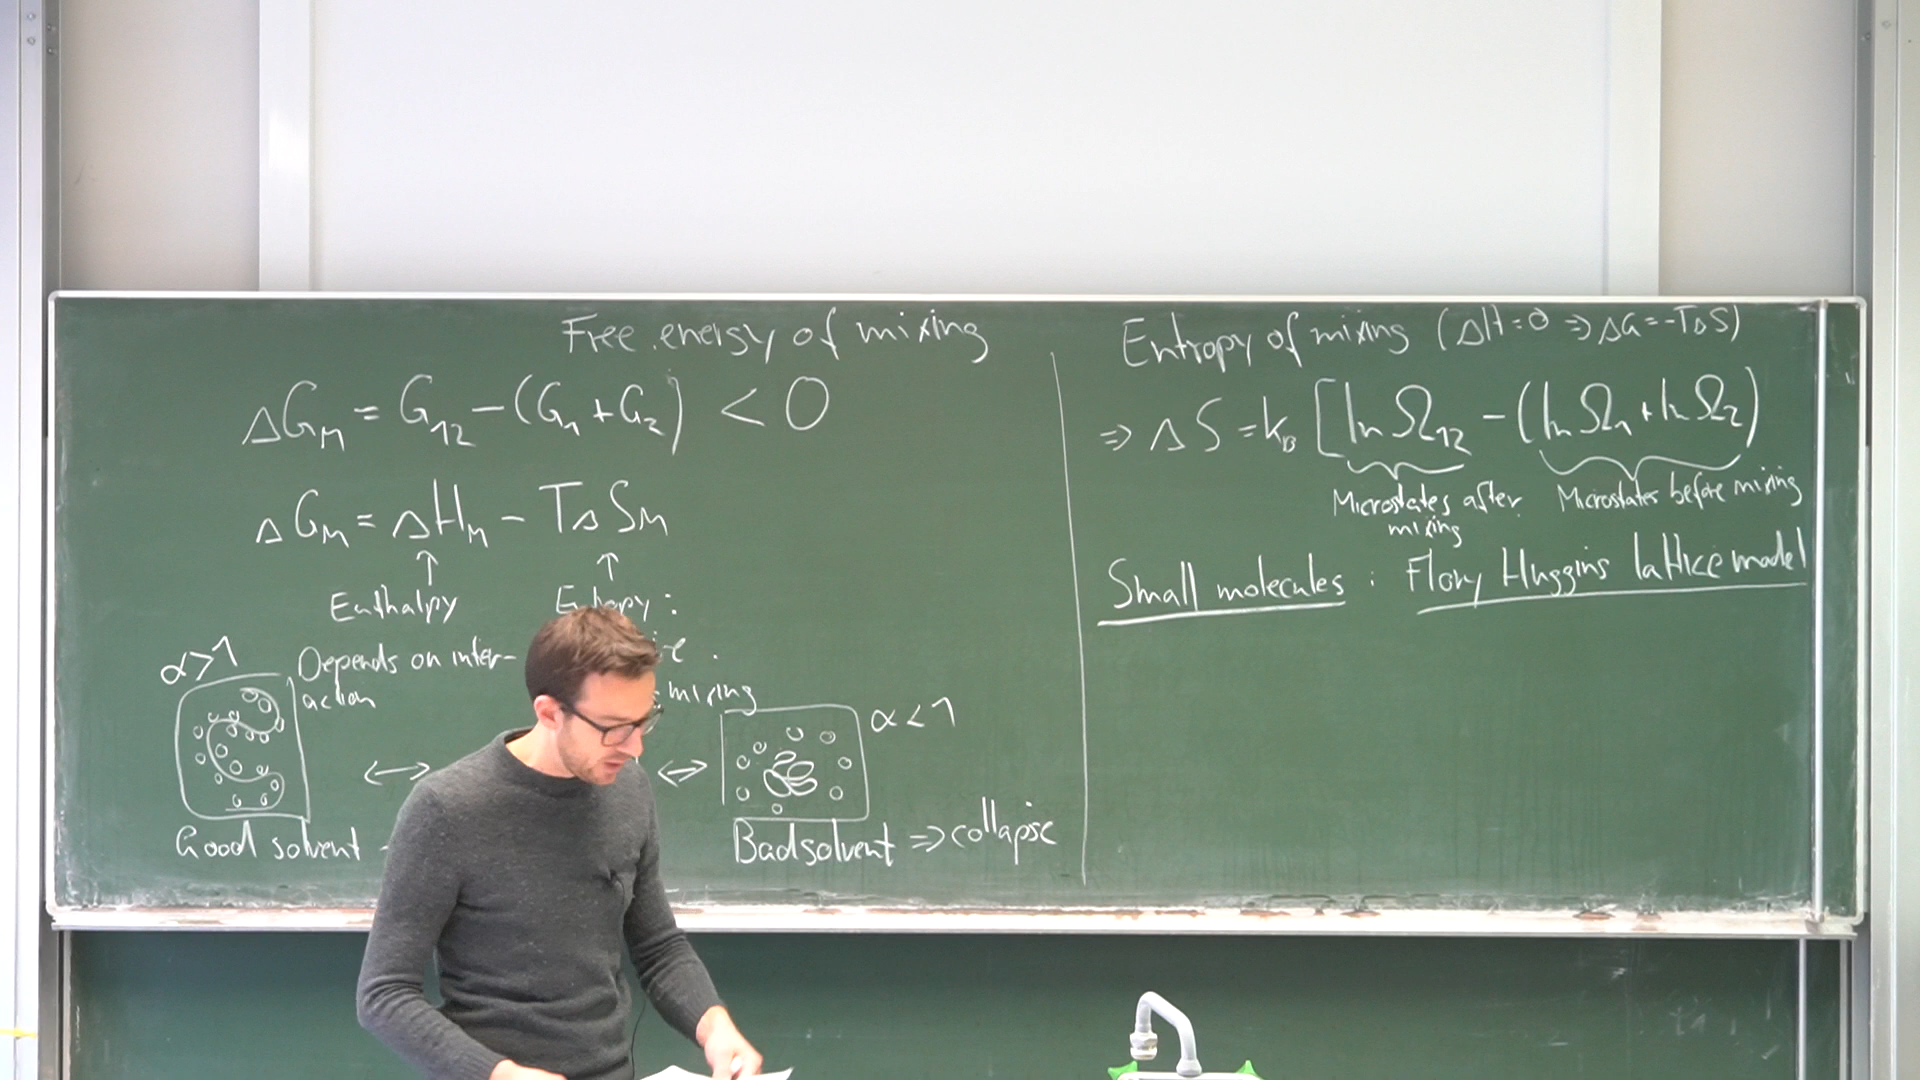 Free energy of mixing
ΔG_M = G_12 - (G_1 + G_2) < 0
ΔG_M = ΔH_M - TΔS_M
↑ ↑
Enthalpy Entropy :
Depends on inter-
action
mixing
α>1
α<1
↔ ↔
Good solvent
Bad solvent ⇒ collapse
Entropy of mixing (ΔH=0 ⇒ ΔG=-TΔS)
⇒ ΔS = k_B [ln Ω_12 - (ln Ω_1 + ln Ω_2)
Microstates after Microstates before mixing
mixing
Small molecules : Flory Huggins lattice model